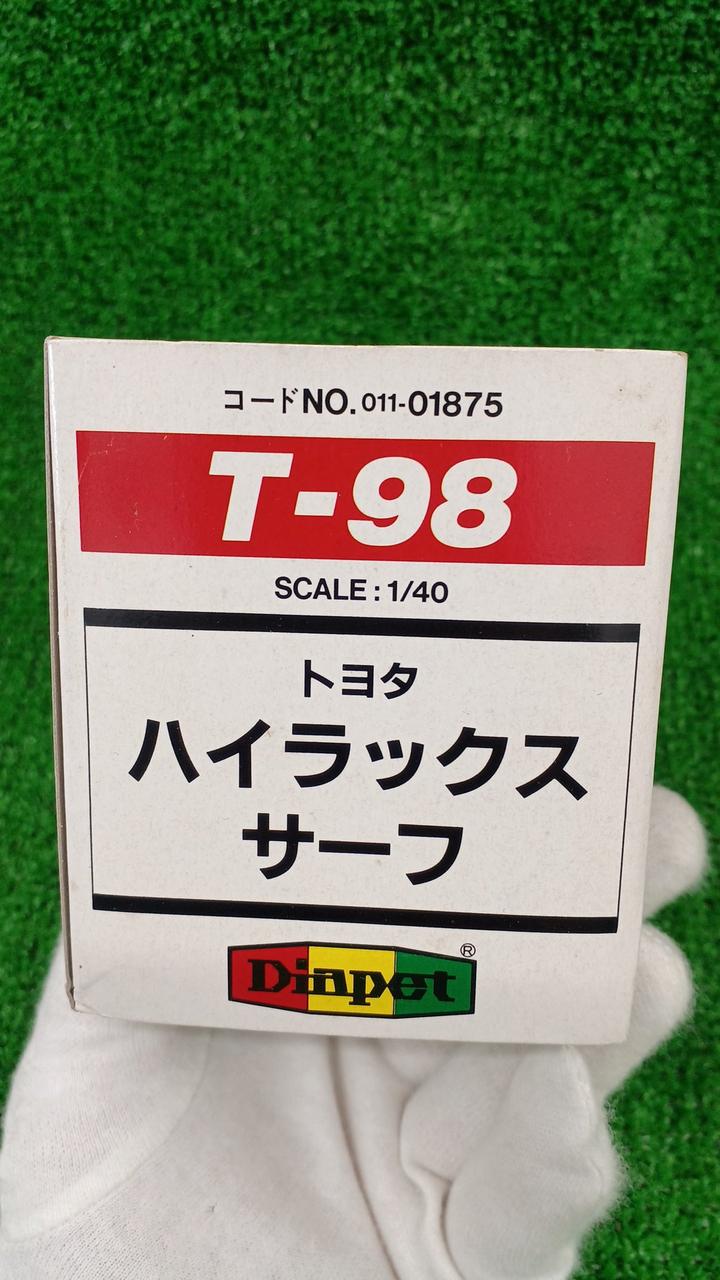 コードNO.011-01875
T-98
SCALE : 1/40
トヨタ
ハイラックス
サーフ
Diapet®